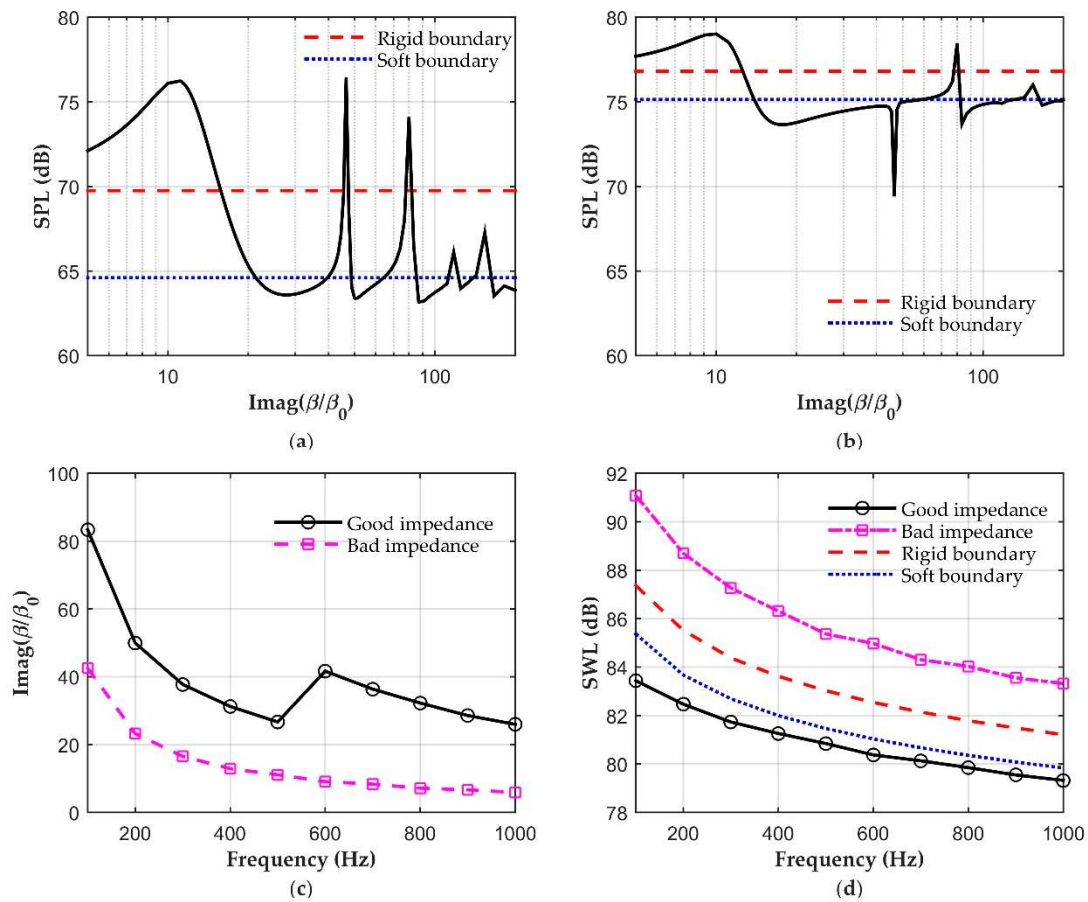 80
75
70
65
60
SPL (dB)
Rigid boundary
Soft boundary
10
100
Imag(β/β0)
(a)
80
75
70
65
60
SPL (dB)
Rigid boundary
Soft boundary
10
100
Imag(β/β0)
(b)
100
80
60
40
20
0
Imag(β/β0)
Good impedance
Bad impedance
200
400
600
800
1000
Frequency (Hz)
(c)
92
90
88
86
84
82
80
78
SWL (dB)
Good impedance
Bad impedance
Rigid boundary
Soft boundary
200
400
600
800
1000
Frequency (Hz)
(d)